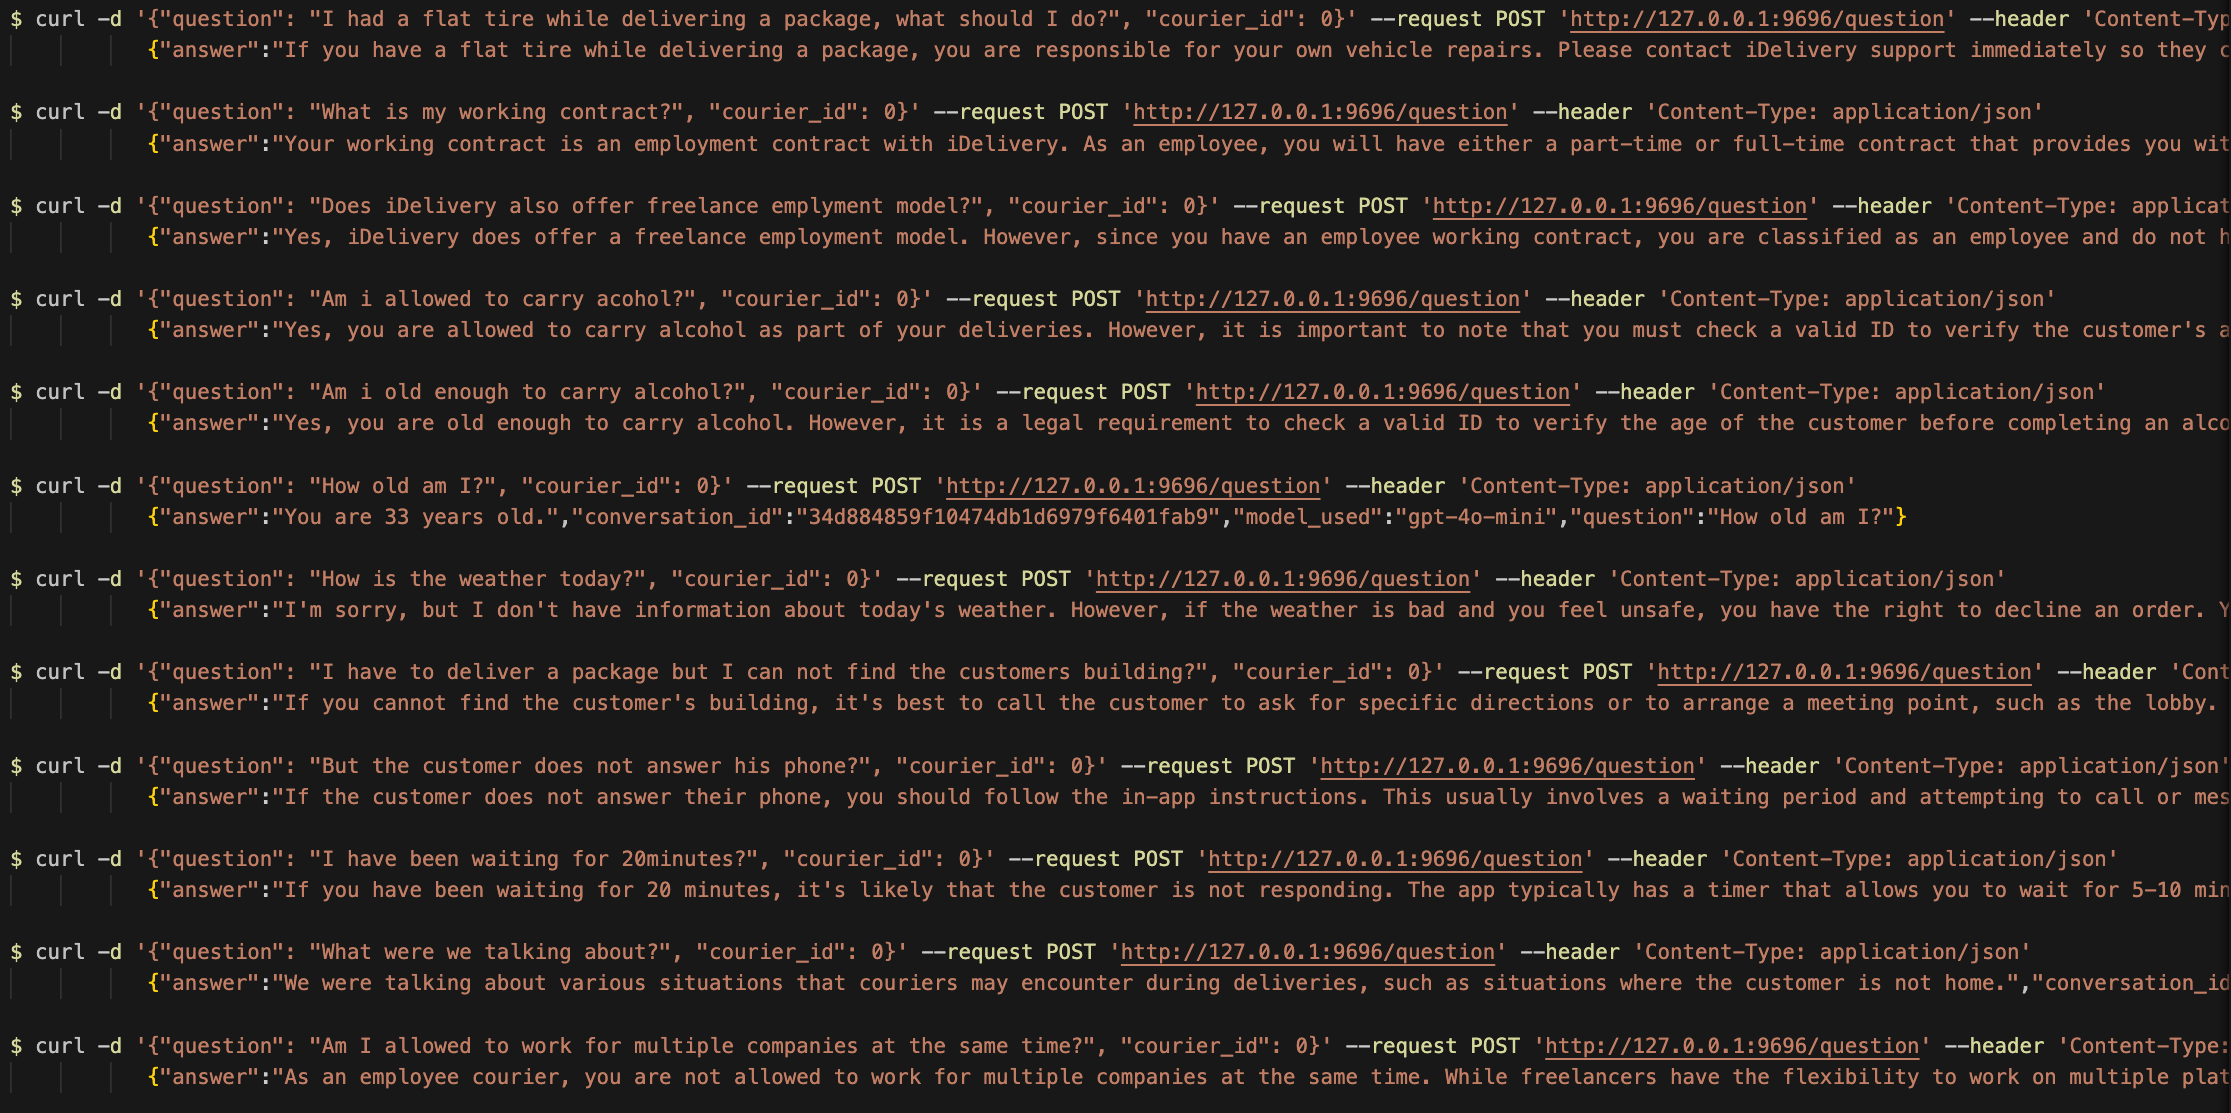 $ curl -d '{"question": "I had a flat tire while delivering a package, what should I do?", "courier_id": 0}' --request POST 'http://127.0.0.1:9696/question' --header 'Content-Typ
{"answer":"If you have a flat tire while delivering a package, you are responsible for your own vehicle repairs. Please contact iDelivery support immediately so they c
$ curl -d '{"question": "What is my working contract?", "courier_id": 0}' --request POST 'http://127.0.0.1:9696/question' --header 'Content-Type: application/json'
{"answer":"Your working contract is an employment contract with iDelivery. As an employee, you will have either a part-time or full-time contract that provides you wit
$ curl -d '{"question": "Does iDelivery also offer freelance emplyment model?", "courier_id": 0}' --request POST 'http://127.0.0.1:9696/question' --header 'Content-Type: applicat
{"answer":"Yes, iDelivery does offer a freelance employment model. However, since you have an employee working contract, you are classified as an employee and do not h
$ curl -d '{"question": "Am i allowed to carry acohol?", "courier_id": 0}' --request POST 'http://127.0.0.1:9696/question' --header 'Content-Type: application/json'
{"answer":"Yes, you are allowed to carry alcohol as part of your deliveries. However, it is important to note that you must check a valid ID to verify the customer's a
$ curl -d '{"question": "Am i old enough to carry alcohol?", "courier_id": 0}' --request POST 'http://127.0.0.1:9696/question' --header 'Content-Type: application/json'
{"answer":"Yes, you are old enough to carry alcohol. However, it is a legal requirement to check a valid ID to verify the age of the customer before completing an alco
$ curl -d '{"question": "How old am I?", "courier_id": 0}' --request POST 'http://127.0.0.1:9696/question' --header 'Content-Type: application/json'
{"answer":"You are 33 years old.","conversation_id":"34d884859f10474db1d6979f6401fab9","model_used":"gpt-4o-mini","question":"How old am I?"}
$ curl -d '{"question": "How is the weather today?", "courier_id": 0}' --request POST 'http://127.0.0.1:9696/question' --header 'Content-Type: application/json'
{"answer":"I'm sorry, but I don't have information about today's weather. However, if the weather is bad and you feel unsafe, you have the right to decline an order. Y
$ curl -d '{"question": "I have to deliver a package but I can not find the customers building?", "courier_id": 0}' --request POST 'http://127.0.0.1:9696/question' --header 'Cont
{"answer":"If you cannot find the customer's building, it's best to call the customer to ask for specific directions or to arrange a meeting point, such as the lobby.
$ curl -d '{"question": "But the customer does not answer his phone?", "courier_id": 0}' --request POST 'http://127.0.0.1:9696/question' --header 'Content-Type: application/json'
{"answer":"If the customer does not answer their phone, you should follow the in-app instructions. This usually involves a waiting period and attempting to call or mes
$ curl -d '{"question": "I have been waiting for 20minutes?", "courier_id": 0}' --request POST 'http://127.0.0.1:9696/question' --header 'Content-Type: application/json'
{"answer":"If you have been waiting for 20 minutes, it's likely that the customer is not responding. The app typically has a timer that allows you to wait for 5-10 min
$ curl -d '{"question": "What were we talking about?", "courier_id": 0}' --request POST 'http://127.0.0.1:9696/question' --header 'Content-Type: application/json'
{"answer":"We were talking about various situations that couriers may encounter during deliveries, such as situations where the customer is not home.","conversation_id
$ curl -d '{"question": "Am I allowed to work for multiple companies at the same time?", "courier_id": 0}' --request POST 'http://127.0.0.1:9696/question' --header 'Content-Type:
{"answer":"As an employee courier, you are not allowed to work for multiple companies at the same time. While freelancers have the flexibility to work on multiple plat